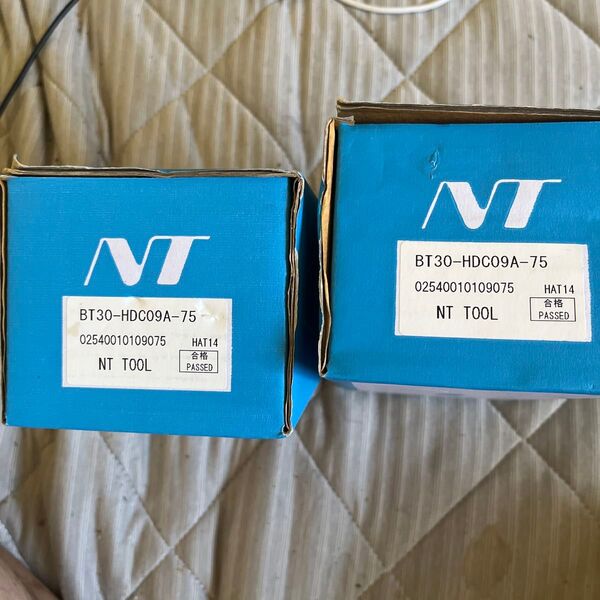 NT
BT30-HDC09A-75
02540010109075 HAT14
合格
NT TOOL PASSED
NT
BT30-HDC09A-75
02540010109075 HAT14
合格
NT TOOL PASSED